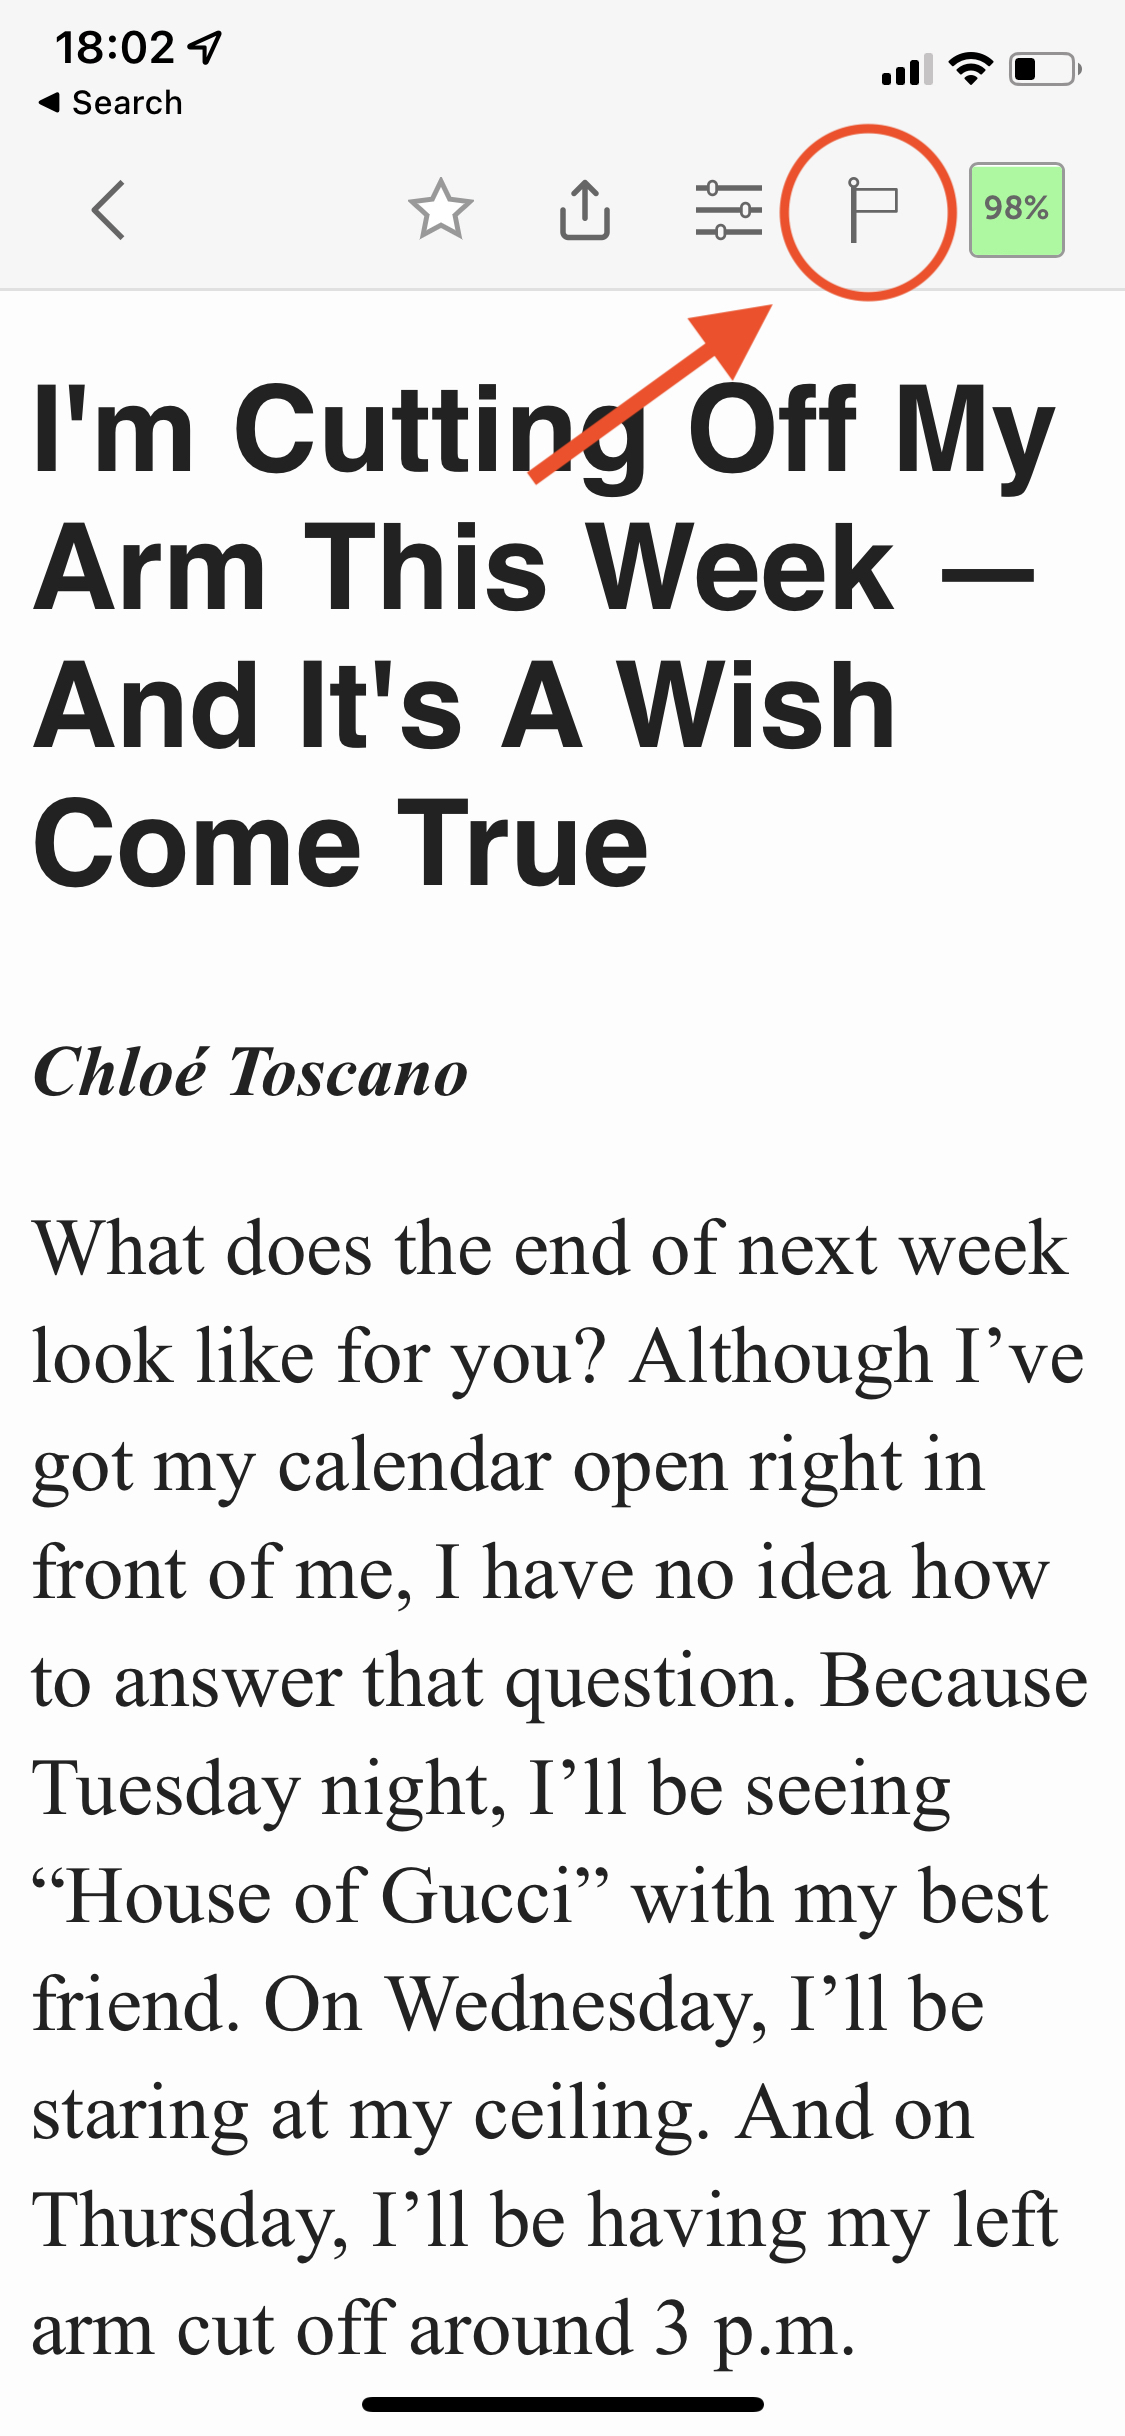 18:02
Search
98%
I'm Cutting Off My
Arm This Week —
And It's A Wish
Come True
Chloé Toscano
What does the end of next week
look like for you? Although I’ve
got my calendar open right in
front of me, I have no idea how
to answer that question. Because
Tuesday night, I’ll be seeing
“House of Gucci” with my best
friend. On Wednesday, I’ll be
staring at my ceiling. And on
Thursday, I’ll be having my left
arm cut off around 3 p.m.